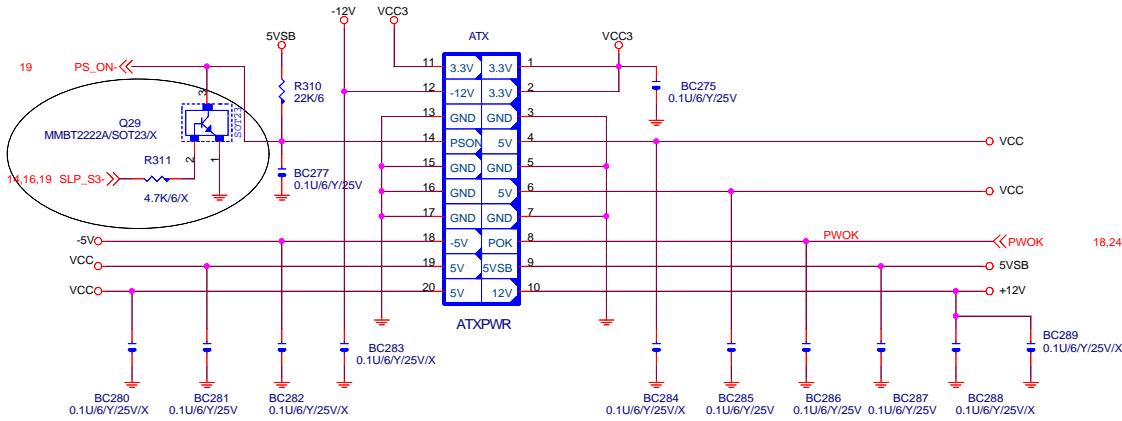 -12V
VCC3
ATX
VCC3
5VSB
19 PS_ON-
R310
22K/6
Q29
MMBT2222A/SOT23/X
SOT23
3
2
1
R311
4.7K/6/X
14,16,19 SLP_S3-
BC277
0.1U/6/Y/25V
BC275
0.1U/6/Y/25V
11 3.3V 3.3V 1
12 -12V 3.3V 2
13 GND GND 3
14 PSON 5V 4
15 GND GND 5
16 GND 5V 6
17 GND GND 7
18 -5V POK 8
19 5V 5VSB 9
20 5V 12V 10
ATXPWR
-5V
VCC
VCC
VCC
VCC
PWOK
PWOK 18,24
5VSB
+12V
BC283
0.1U/6/Y/25V/X
BC289
0.1U/6/Y/25V/X
BC280
0.1U/6/Y/25V/X
BC281
0.1U/6/Y/25V
BC282
0.1U/6/Y/25V/X
BC284
0.1U/6/Y/25V/X
BC285
0.1U/6/Y/25V
BC286
0.1U/6/Y/25V
BC287
0.1U/6/Y/25V
BC288
0.1U/6/Y/25V/X